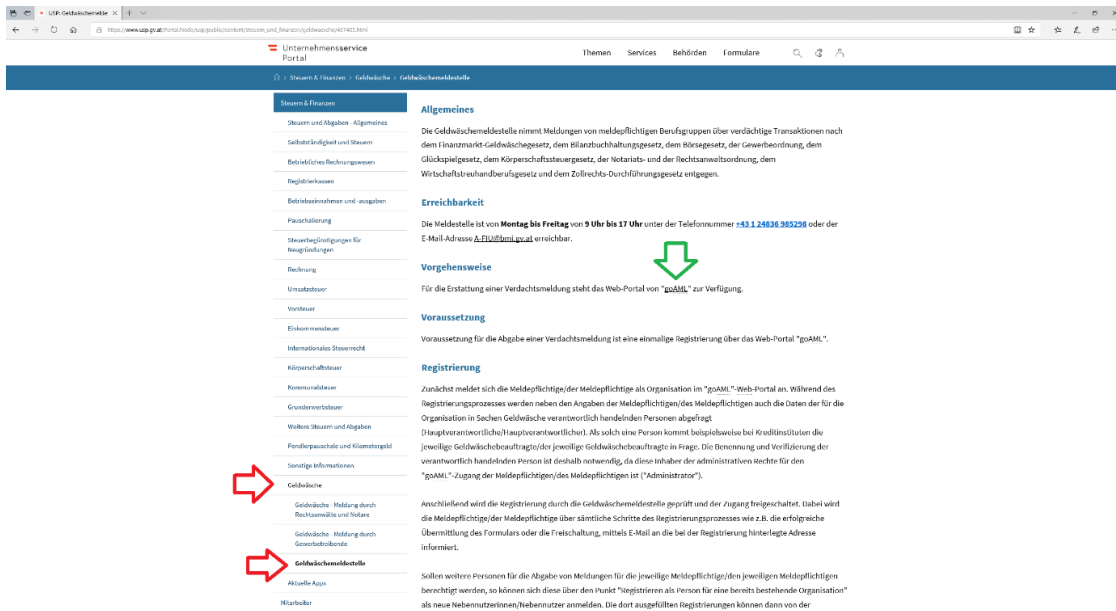 USP: Geldwäschemelde
https://www.usp.gv.at/Portal.Node/usp/public/content/steuern_und_finanzen/geldwaesche/487435.html
Unternehmensservice
Portal
Themen Services Behörden Formulare
Steuern & Finanzen > Geldwäsche > Geldwäschemeldestelle
Steuern & Finanzen
Steuern und Abgaben - Allgemeines
Selbstständigkeit und Steuern
Betriebliches Rechnungswesen
Registrierkassen
Betriebseinnahmen und -ausgaben
Pauschalierung
Steuerbegünstigungen für
Neugründungen
Rechnung
Umsatzsteuer
Vorsteuer
Einkommensteuer
Internationales Steuerrecht
Körperschaftsteuer
Kommunalsteuer
Grunderwerbsteuer
Weitere Steuern und Abgaben
Pendlerpauschale und Kilometergeld
Sonstige Informationen
Geldwäsche
Geldwäsche - Meldung durch
Rechtsanwälte und Notare
Geldwäsche - Meldung durch
Gewerbetreibende
Geldwäschemeldestelle
Aktuelle Apps
Mitarbeiter
Allgemeines
Die Geldwäschemeldestelle nimmt Meldungen von meldepflichtigen Berufsgruppen über verdächtige Transaktionen nach
dem Finanzmarkt-Geldwäschegesetz, dem Bilanzbuchhaltungsgesetz, dem Börsegesetz, der Gewerbeordnung, dem
Glückspielgesetz, dem Körperschaftssteuergesetz, der Notariats- und der Rechtsanwaltsordnung, dem
Wirtschaftstreuhandberufsgesetz und dem Zollrechts-Durchführungsgesetz entgegen.
Erreichbarkeit
Die Meldestelle ist von Montag bis Freitag von 9 Uhr bis 17 Uhr unter der Telefonnummer +43 1 24836 985298 oder der
E-Mail-Adresse A-FIU@bmi.gv.at erreichbar.
Vorgehensweise
Für die Erstattung einer Verdachtsmeldung steht das Web-Portal von "goAML" zur Verfügung.
Voraussetzung
Voraussetzung für die Abgabe einer Verdachtsmeldung ist eine einmalige Registrierung über das Web-Portal "goAML".
Registrierung
Zunächst meldet sich die Meldepflichtige/der Meldepflichtige als Organisation im "goAML"-Web-Portal an. Während des
Registrierungsprozesses werden neben den Angaben der Meldepflichtigen/des Meldepflichtigen auch die Daten der für die
Organisation in Sachen Geldwäsche verantwortlich handelnden Personen abgefragt
(Hauptverantwortliche/Hauptverantwortlicher). Als solch eine Person kommt beispielsweise bei Kreditinstituten die
jeweilige Geldwäschebeauftragte/der jeweilige Geldwäschebeauftragte in Frage. Die Benennung und Verifizierung der
verantwortlich handelnden Person ist deshalb notwendig, da diese Inhaber der administrativen Rechte für den
"goAML"-Zugang der Meldepflichtigen/des Meldepflichtigen ist ("Administrator").
Anschließend wird die Registrierung durch die Geldwäschemeldestelle geprüft und der Zugang freigeschaltet. Dabei wird
die Meldepflichtige/der Meldepflichtige über sämtliche Schritte des Registrierungsprozesses wie z.B. die erfolgreiche
Übermittlung des Formulars oder die Freischaltung, mittels E-Mail an die bei der Registrierung hinterlegte Adresse
informiert.
Sollen weitere Personen für die Abgabe von Meldungen für die jeweilige Meldepflichtige/den jeweiligen Meldepflichtigen
berechtigt werden, so können sich diese über den Punkt "Registrieren als Person für eine bereits bestehende Organisation"
als neue Nebennutzerinnen/Nebennutzer anmelden. Die dort ausgefüllten Registrierungen können dann von der